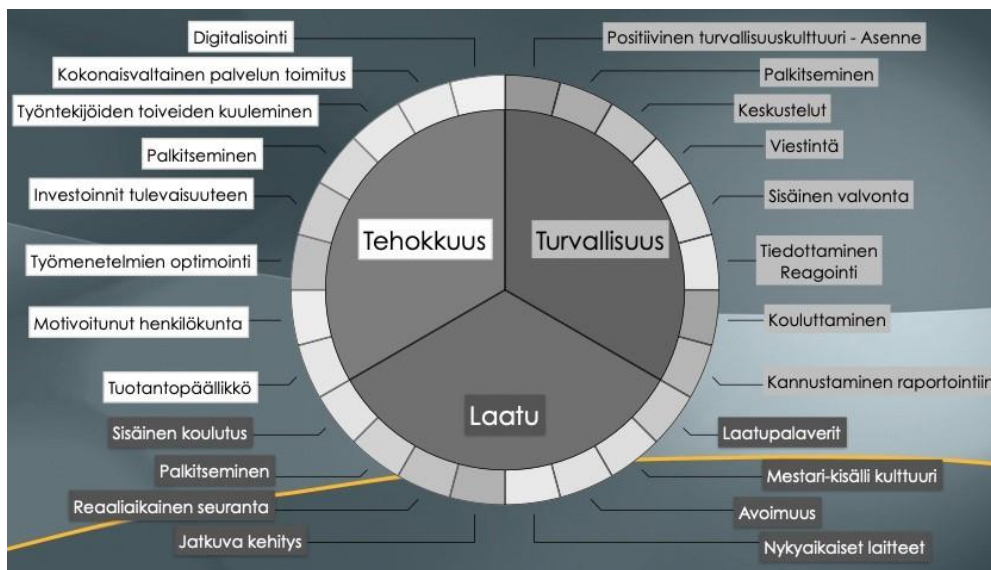 Digitalisointi
Kokonaisvaltainen palvelun toimitus
Työntekijöiden toiveiden kuuleminen
Palkitseminen
Investoinnit tulevaisuuteen
Työmenetelmien optimointi
Motivoitunut henkilökunta
Tuotantopäällikkö
Tehokkuus
Positiivinen turvallisuuskulttuuri - Asenne
Palkitseminen
Keskustelut
Viestintä
Sisäinen valvonta
Tiedottaminen
Reagointi
Kouluttaminen
Kannustaminen raportointiin
Turvallisuus
Laatu
Sisäinen koulutus
Palkitseminen
Reaaliaikainen seuranta
Jatkuva kehitys
Laatupalaverit
Mestari-kisälli kulttuuri
Avoimuus
Nykyaikaiset laitteet